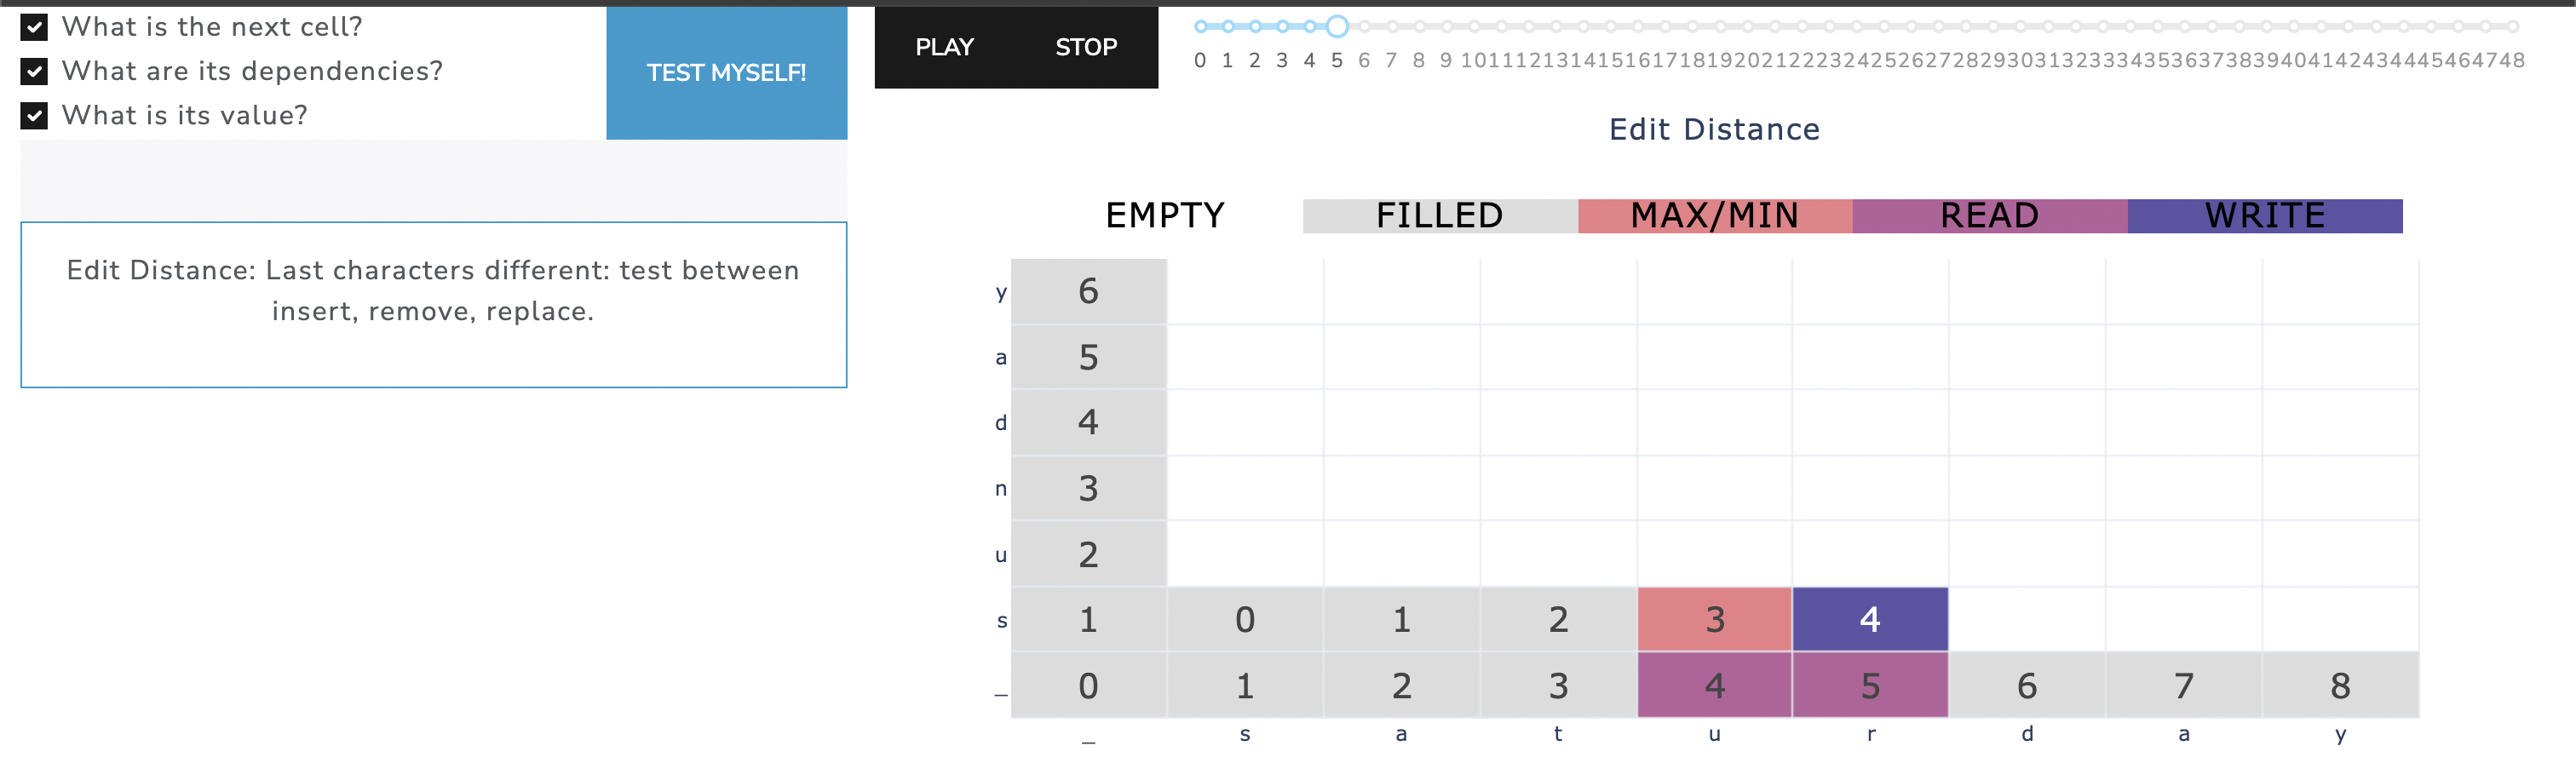 What is the next cell?
What are its dependencies?
What is its value?
TEST MYSELF!
Edit Distance: Last characters different: test between
insert, remove, replace.
PLAY STOP
0 1 2 3 4 5 6 7 8 9 10 11 12 13 14 15 16 17 18 19 20 21 22 23 24 25 26 27 28 29 30 31 32 33 34 35 36 37 38 39 40 41 42 43 44 45 46 47 48
Edit Distance
EMPTY FILLED MAX/MIN READ WRITE
y 6
a 5
d 4
n 3
u 2
s 1 0 1 2 3 4
_ 0 1 2 3 4 5 6 7 8
_ s a t u r d a y